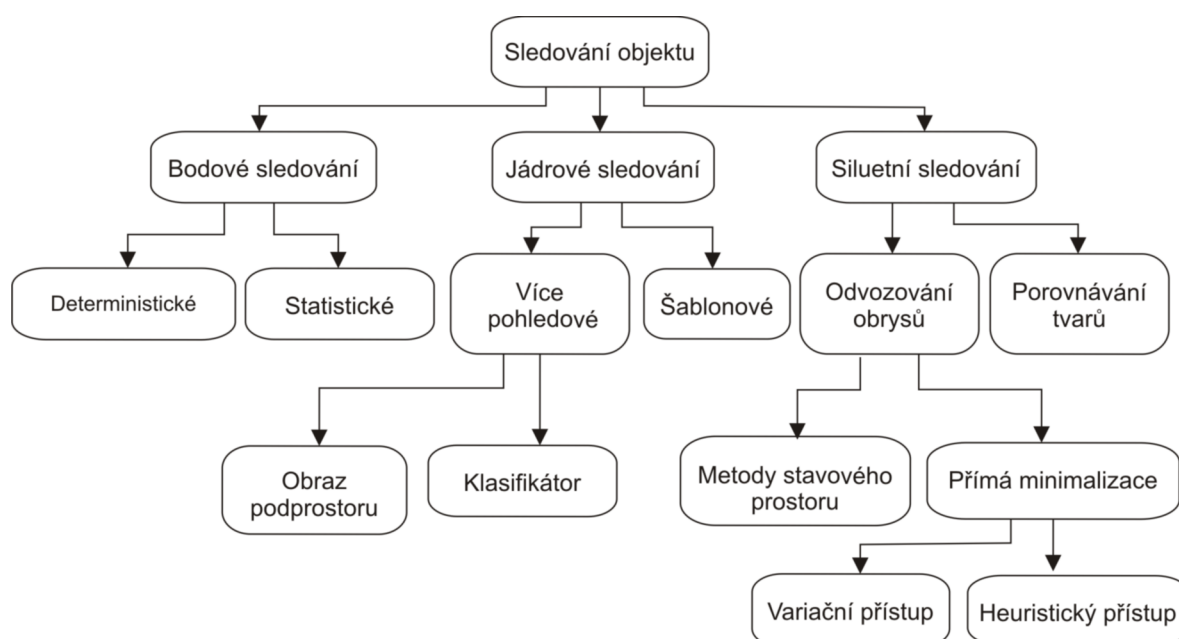 Sledování objektu
Bodové sledování
Jádrové sledování
Siluetní sledování
Deterministické
Statistické
Více
pohledové
Šablonové
Odvozování
obrysů
Porovnávání
tvarů
Obraz
podprostoru
Klasifikátor
Metody stavového
prostoru
Přímá minimalizace
Variační přístup
Heuristický přístup